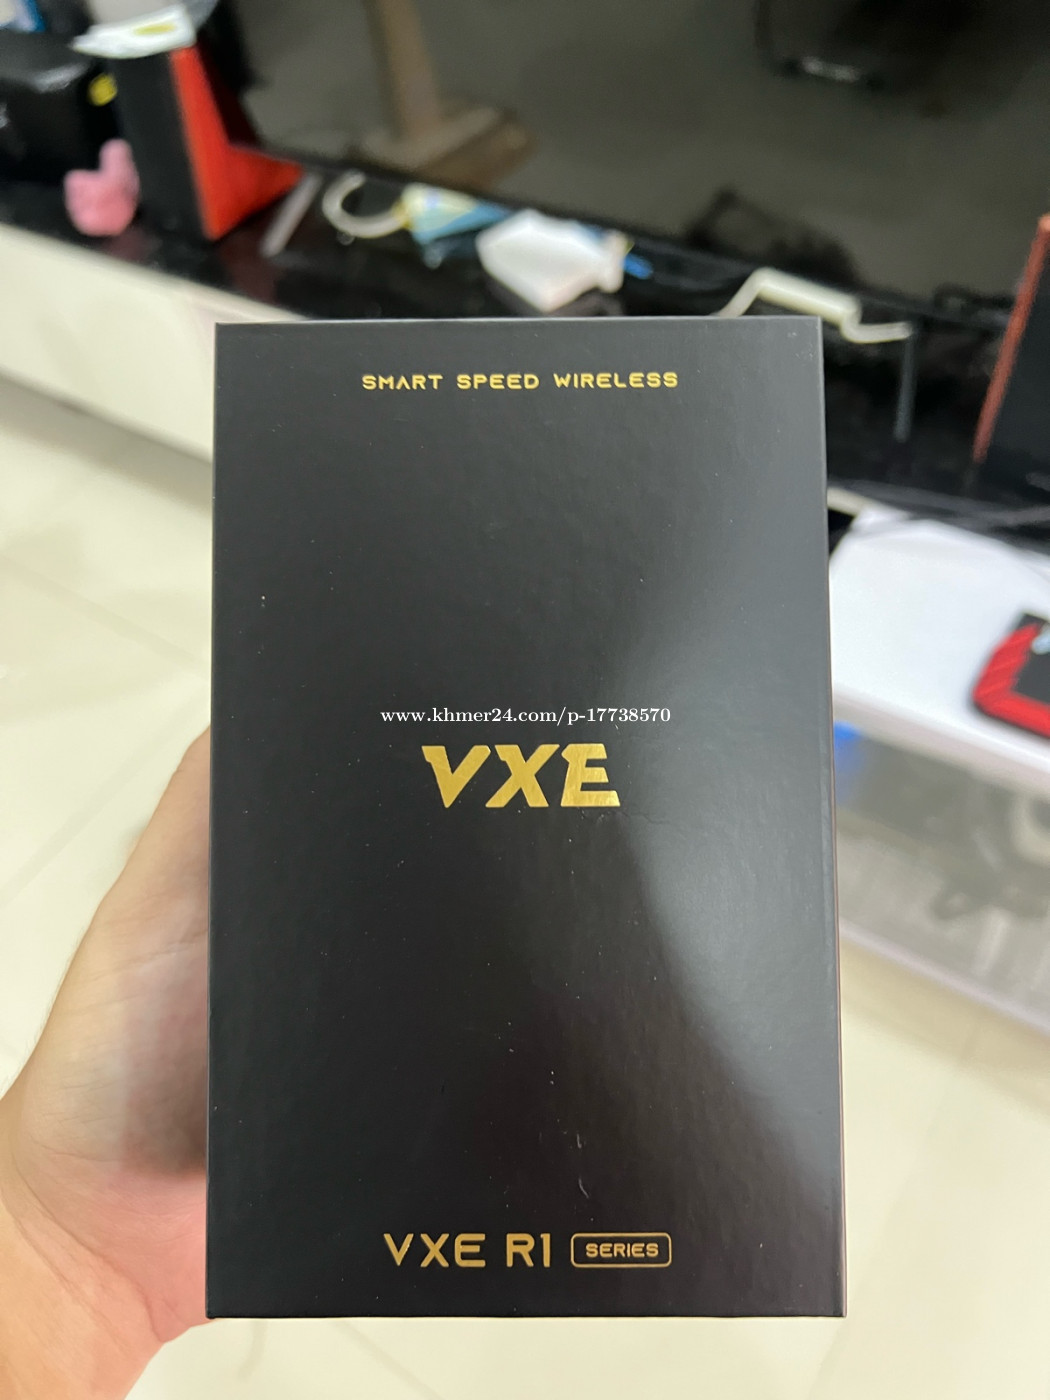 SMART SPEED WIRELESS
www.khmer24.com/p-17738570
VXE
VXE R1 SERIES